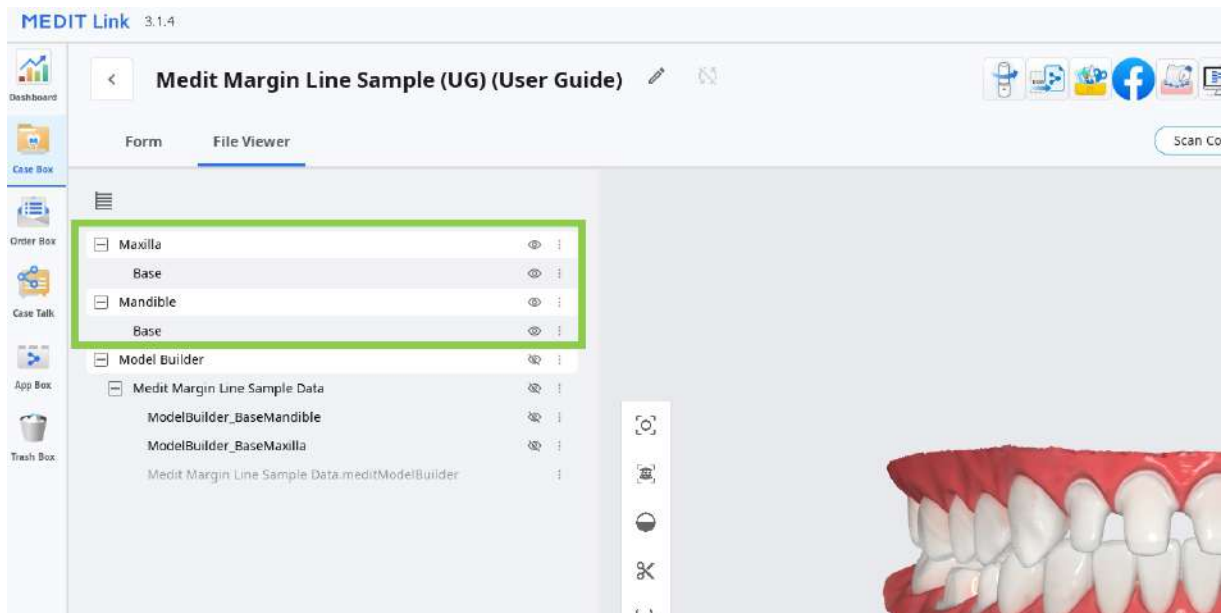 MEDIT Link 3.1.4
Dashboard
Case Box
Order Box
Case Talk
App Box
Trash Box
Medit Margin Line Sample (UG) (User Guide)
Form File Viewer
Scan Co
Maxilla
Base
Mandible
Base
Model Builder
Medit Margin Line Sample Data
ModelBuilder_BaseMandible
ModelBuilder_BaseMaxilla
Medit Margin Line Sample Data.meditModelBuilder